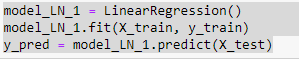 model_LN_1 = LinearRegression()
model_LN_1.fit(X_train, y_train)
y_pred = model_LN_1.predict(X_test)